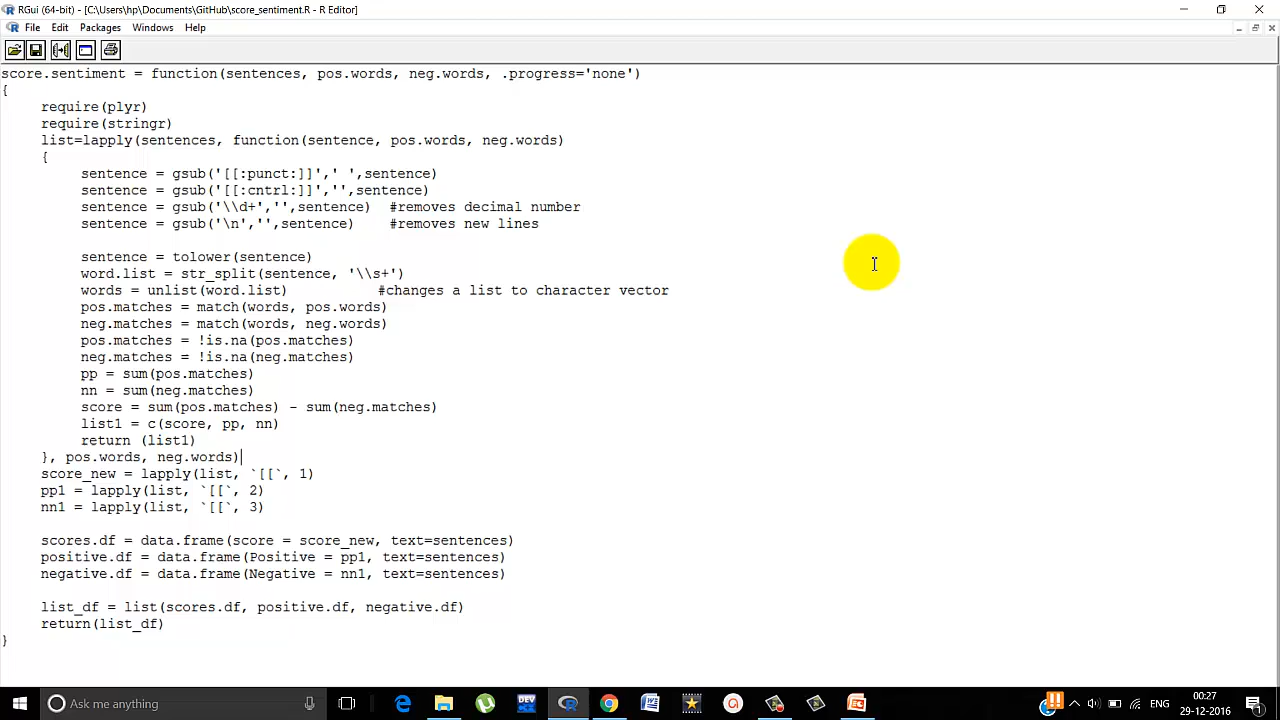 RGui (64-bit) - [C:\Users\hp\Documents\GitHub\score_sentiment.R - R Editor]
File Edit Packages Windows Help
score.sentiment = function(sentences, pos.words, neg.words, .progress='none')
{
    require(plyr)
    require(stringr)
    list=lapply(sentences, function(sentence, pos.words, neg.words)
    {
        sentence = gsub('[[:punct:]]',' ',sentence)
        sentence = gsub('[[:cntrl:]]','',sentence)
        sentence = gsub('\\d+','',sentence)  #removes decimal number
        sentence = gsub('\n','',sentence)    #removes new lines
        sentence = tolower(sentence)
        word.list = str_split(sentence, '\\s+')
        words = unlist(word.list)           #changes a list to character vector
        pos.matches = match(words, pos.words)
        neg.matches = match(words, neg.words)
        pos.matches = !is.na(pos.matches)
        neg.matches = !is.na(neg.matches)
        pp = sum(pos.matches)
        nn = sum(neg.matches)
        score = sum(pos.matches) - sum(neg.matches)
        list1 = c(score, pp, nn)
        return (list1)
    }, pos.words, neg.words)
    score_new = lapply(list, `[[`, 1)
    pp1 = lapply(list, `[[`, 2)
    nn1 = lapply(list, `[[`, 3)
    scores.df = data.frame(score = score_new, text=sentences)
    positive.df = data.frame(Positive = pp1, text=sentences)
    negative.df = data.frame(Negative = nn1, text=sentences)
    list_df = list(scores.df, positive.df, negative.df)
    return(list_df)
}
Ask me anything
DEV
ENG
00:27
29-12-2016
1